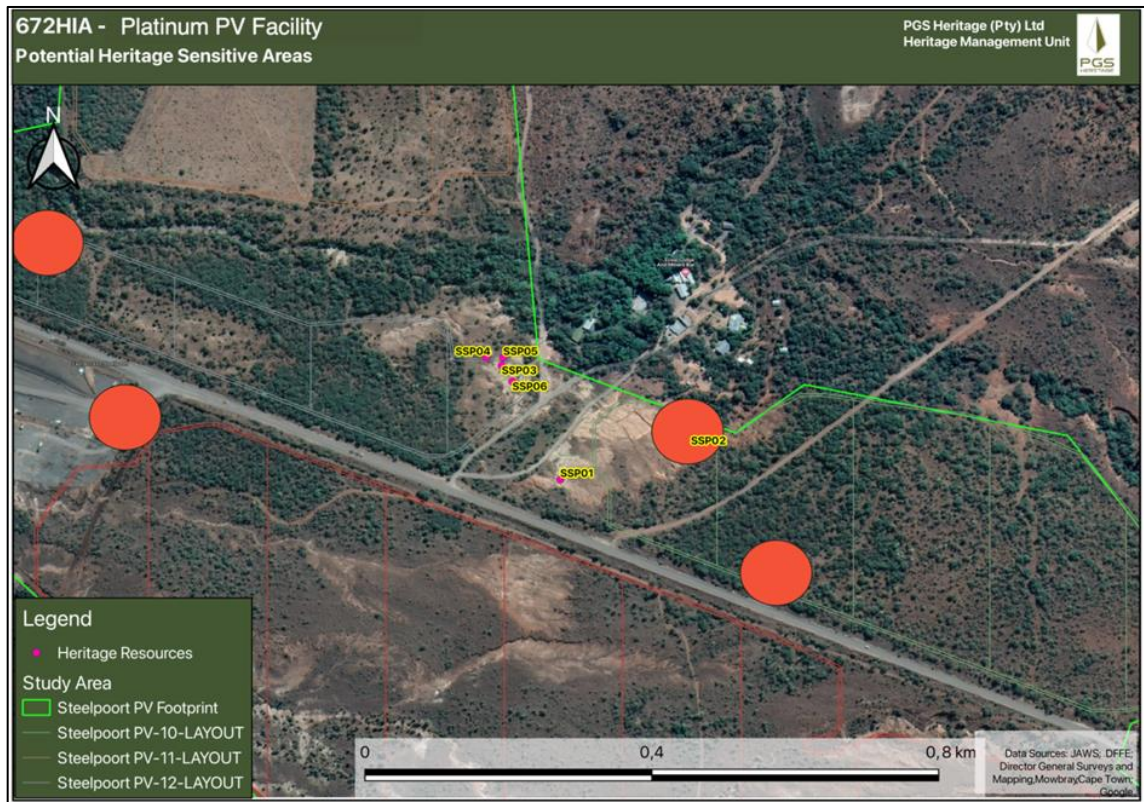 672HIA - Platinum PV Facility
Potential Heritage Sensitive Areas
PGS Heritage (Pty) Ltd
Heritage Management Unit
PGS
HERITAGE
N
SSP04
SSP05
SSP03
SSP06
SSP02
SSP01
Legend
Heritage Resources
Study Area
Steelpoort PV Footprint
Steelpoort PV-10-LAYOUT
Steelpoort PV-11-LAYOUT
Steelpoort PV-12-LAYOUT
0
0,4
0,8 km
Data Sources: JAWS; DFFE;
Director General Surveys and
Mapping,Mowbray,Cape Town;
Google